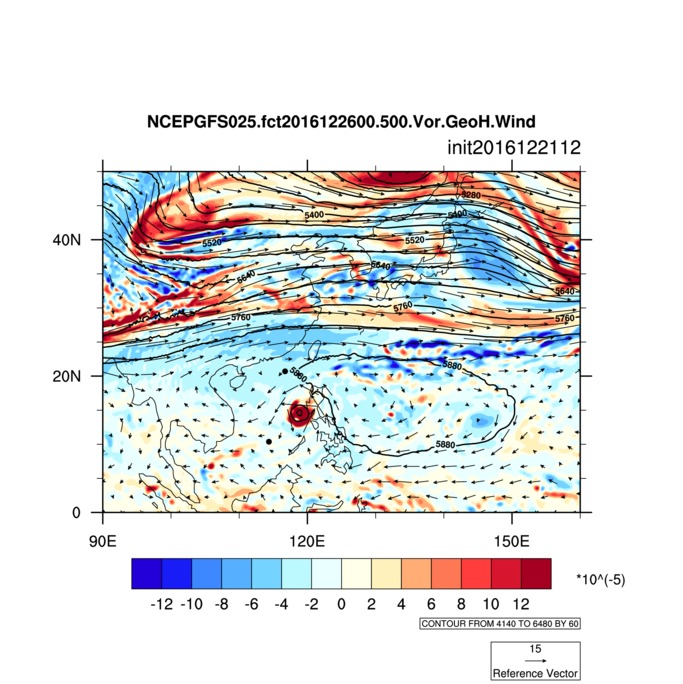 NCEPGFS025.fct2016122600.500.Vor.GeoH.Wind
init2016122112
5280
5400
5400
40N
5520
5520
5640
5640
5640
5760
5760
5760
20N
5880
5880
5880
0
90E 120E 150E
-12 -10 -8 -6 -4 -2 0 2 4 6 8 10 12
*10^(-5)
CONTOUR FROM 4140 TO 6480 BY 60
15
Reference Vector